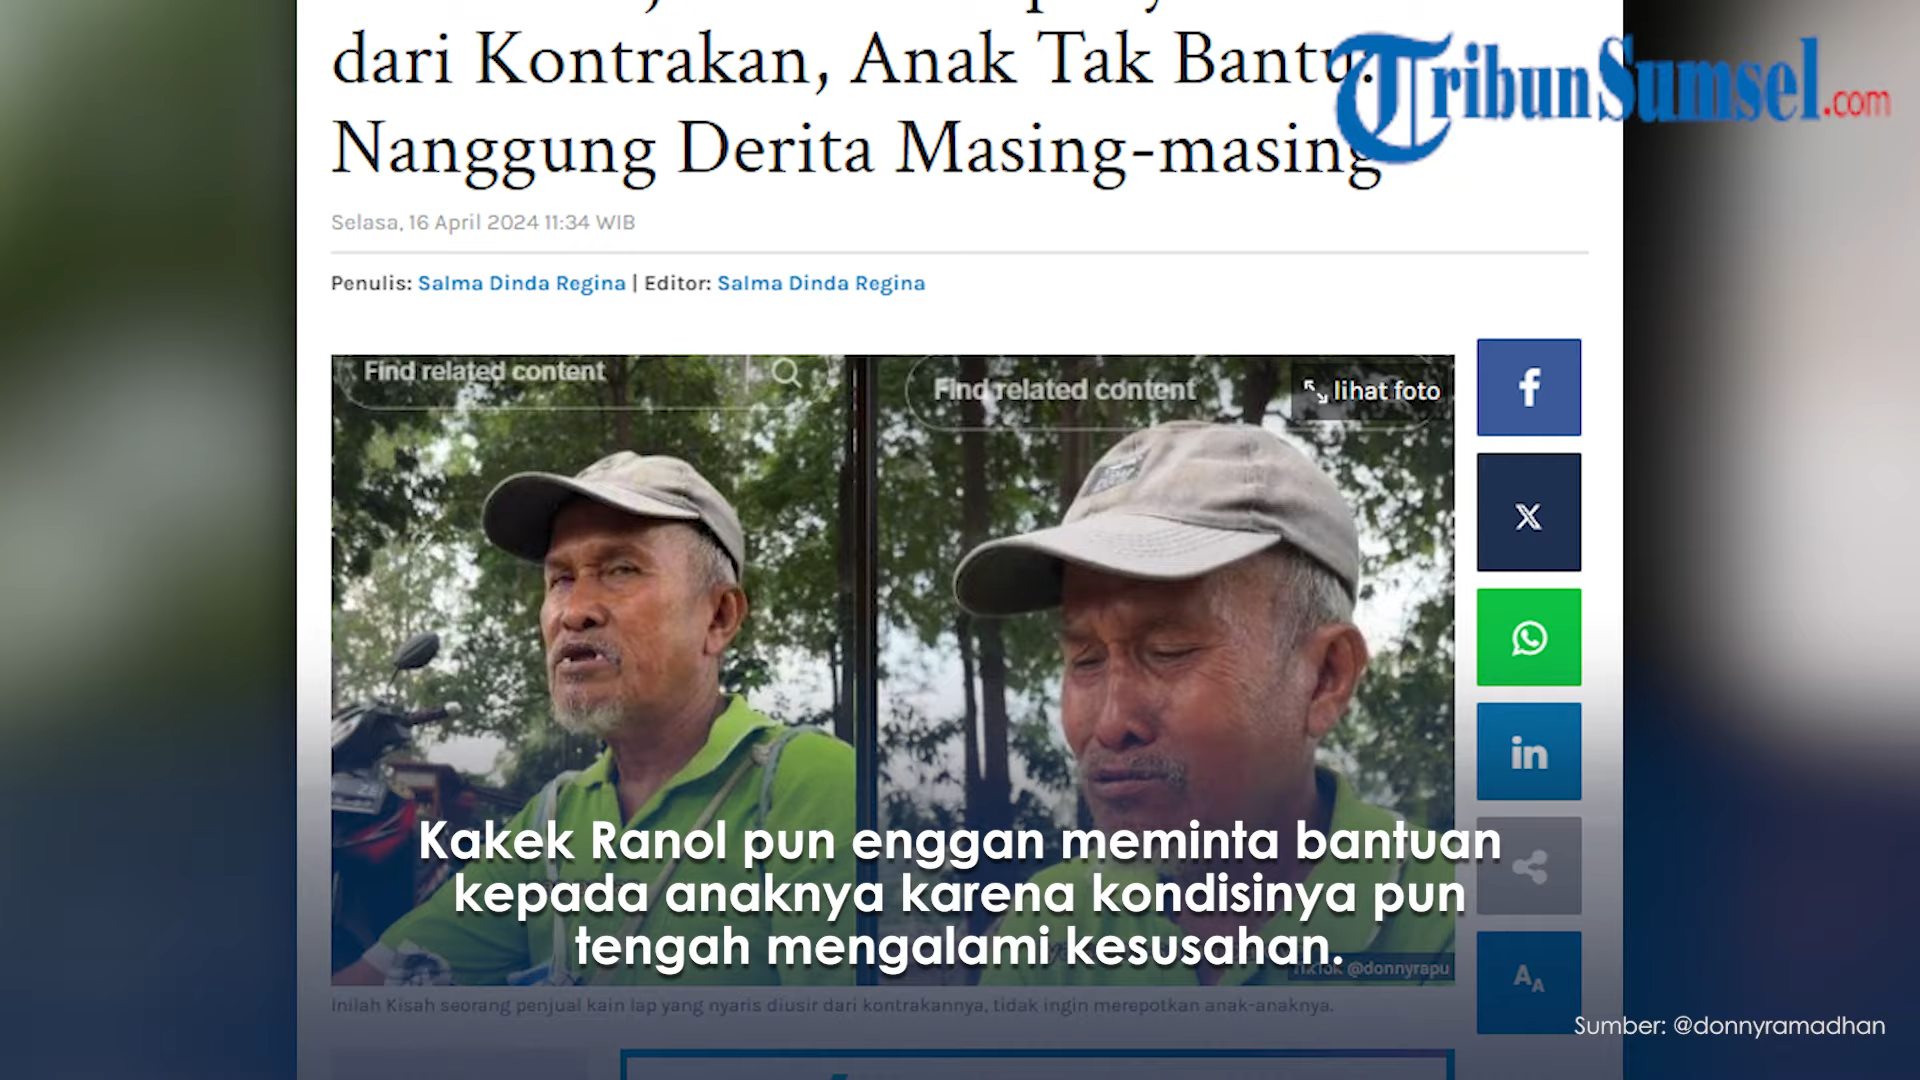 dari Kontrakan, Anak Tak Bantu:
TribunSumsel.com
Nanggung Derita Masing-masing
Selasa, 16 April 2024 11:34 WIB
Penulis: Salma Dinda Regina | Editor: Salma Dinda Regina
Find related content
Find related content
lihat foto
Kakek Ranol pun enggan meminta bantuan
kepada anaknya karena kondisinya pun
tengah mengalami kesusahan.
TikTok @donnyrapu
Inilah Kisah seorang penjual kain lap yang nyaris diusir dari kontrakannya, tidak ingin merepotkan anak-anaknya.
Sumber: @donnyramadhan